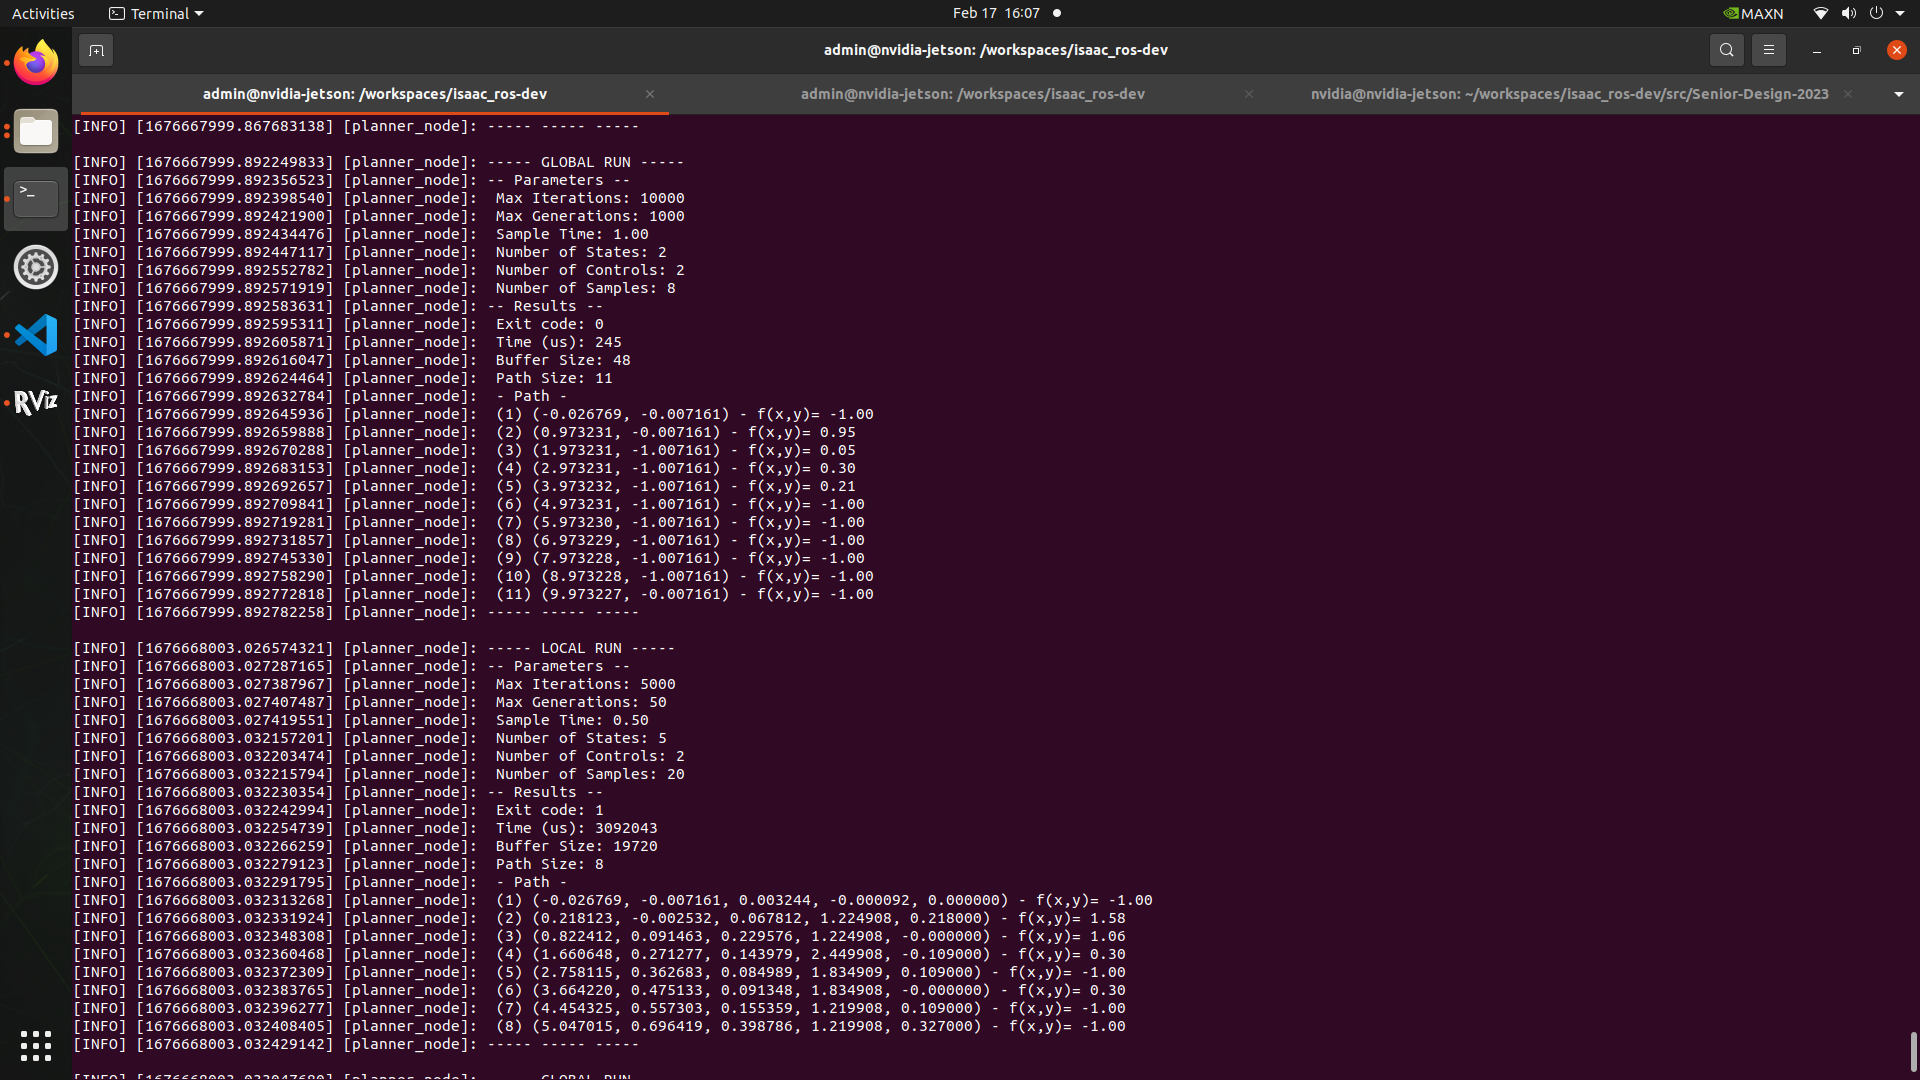 Activities
Terminal
Feb 17 16:07
MAXN
admin@nvidia-jetson: /workspaces/isaac_ros-dev
admin@nvidia-jetson: /workspaces/isaac_ros-dev
admin@nvidia-jetson: /workspaces/isaac_ros-dev
nvidia@nvidia-jetson: ~/workspaces/isaac_ros-dev/src/Senior-Design-2023
RViz
[INFO] [1676667999.867683138] [planner_node]: ----- ----- -----
[INFO] [1676667999.892249833] [planner_node]: ----- GLOBAL RUN -----
[INFO] [1676667999.892356523] [planner_node]: -- Parameters --
[INFO] [1676667999.892398540] [planner_node]:  Max Iterations: 10000
[INFO] [1676667999.892421900] [planner_node]:  Max Generations: 1000
[INFO] [1676667999.892434476] [planner_node]:  Sample Time: 1.00
[INFO] [1676667999.892447117] [planner_node]:  Number of States: 2
[INFO] [1676667999.892552782] [planner_node]:  Number of Controls: 2
[INFO] [1676667999.892571919] [planner_node]:  Number of Samples: 8
[INFO] [1676667999.892583631] [planner_node]: -- Results --
[INFO] [1676667999.892595311] [planner_node]:  Exit code: 0
[INFO] [1676667999.892605871] [planner_node]:  Time (us): 245
[INFO] [1676667999.892616047] [planner_node]:  Buffer Size: 48
[INFO] [1676667999.892624464] [planner_node]:  Path Size: 11
[INFO] [1676667999.892632784] [planner_node]:  - Path -
[INFO] [1676667999.892645936] [planner_node]:  (1) (-0.026769, -0.007161) - f(x,y)= -1.00
[INFO] [1676667999.892659888] [planner_node]:  (2) (0.973231, -0.007161) - f(x,y)= 0.95
[INFO] [1676667999.892670288] [planner_node]:  (3) (1.973231, -1.007161) - f(x,y)= 0.05
[INFO] [1676667999.892683153] [planner_node]:  (4) (2.973231, -1.007161) - f(x,y)= 0.30
[INFO] [1676667999.892692657] [planner_node]:  (5) (3.973232, -1.007161) - f(x,y)= 0.21
[INFO] [1676667999.892709841] [planner_node]:  (6) (4.973231, -1.007161) - f(x,y)= -1.00
[INFO] [1676667999.892719281] [planner_node]:  (7) (5.973230, -1.007161) - f(x,y)= -1.00
[INFO] [1676667999.892731857] [planner_node]:  (8) (6.973229, -1.007161) - f(x,y)= -1.00
[INFO] [1676667999.892745330] [planner_node]:  (9) (7.973228, -1.007161) - f(x,y)= -1.00
[INFO] [1676667999.892758290] [planner_node]:  (10) (8.973228, -1.007161) - f(x,y)= -1.00
[INFO] [1676667999.892772818] [planner_node]:  (11) (9.973227, -0.007161) - f(x,y)= -1.00
[INFO] [1676667999.892782258] [planner_node]: ----- ----- -----
[INFO] [1676668003.026574321] [planner_node]: ----- LOCAL RUN -----
[INFO] [1676668003.027287165] [planner_node]: -- Parameters --
[INFO] [1676668003.027387967] [planner_node]:  Max Iterations: 5000
[INFO] [1676668003.027407487] [planner_node]:  Max Generations: 50
[INFO] [1676668003.027419551] [planner_node]:  Sample Time: 0.50
[INFO] [1676668003.032157201] [planner_node]:  Number of States: 5
[INFO] [1676668003.032203474] [planner_node]:  Number of Controls: 2
[INFO] [1676668003.032215794] [planner_node]:  Number of Samples: 20
[INFO] [1676668003.032230354] [planner_node]: -- Results --
[INFO] [1676668003.032242994] [planner_node]:  Exit code: 1
[INFO] [1676668003.032254739] [planner_node]:  Time (us): 3092043
[INFO] [1676668003.032266259] [planner_node]:  Buffer Size: 19720
[INFO] [1676668003.032279123] [planner_node]:  Path Size: 8
[INFO] [1676668003.032291795] [planner_node]:  - Path -
[INFO] [1676668003.032313268] [planner_node]:  (1) (-0.026769, -0.007161, 0.003244, -0.000092, 0.000000) - f(x,y)= -1.00
[INFO] [1676668003.032331924] [planner_node]:  (2) (0.218123, -0.002532, 0.067812, 1.224908, 0.218000) - f(x,y)= 1.58
[INFO] [1676668003.032348308] [planner_node]:  (3) (0.822412, 0.091463, 0.229576, 1.224908, -0.000000) - f(x,y)= 1.06
[INFO] [1676668003.032360468] [planner_node]:  (4) (1.660648, 0.271277, 0.143979, 2.449908, -0.109000) - f(x,y)= 0.30
[INFO] [1676668003.032372309] [planner_node]:  (5) (2.758115, 0.362683, 0.084989, 1.834909, 0.109000) - f(x,y)= -1.00
[INFO] [1676668003.032383765] [planner_node]:  (6) (3.664220, 0.475133, 0.091348, 1.834908, -0.000000) - f(x,y)= 0.30
[INFO] [1676668003.032396277] [planner_node]:  (7) (4.454325, 0.557303, 0.155359, 1.219908, 0.109000) - f(x,y)= -1.00
[INFO] [1676668003.032408405] [planner_node]:  (8) (5.047015, 0.696419, 0.398786, 1.219908, 0.327000) - f(x,y)= -1.00
[INFO] [1676668003.032429142] [planner_node]: ----- ----- -----